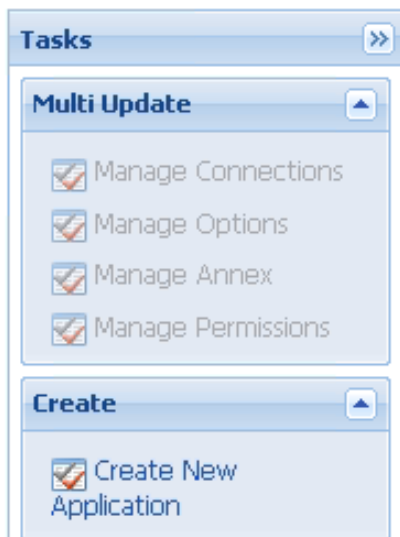 Tasks
Multi Update
Manage Connections
Manage Options
Manage Annex
Manage Permissions
Create
Create New
Application